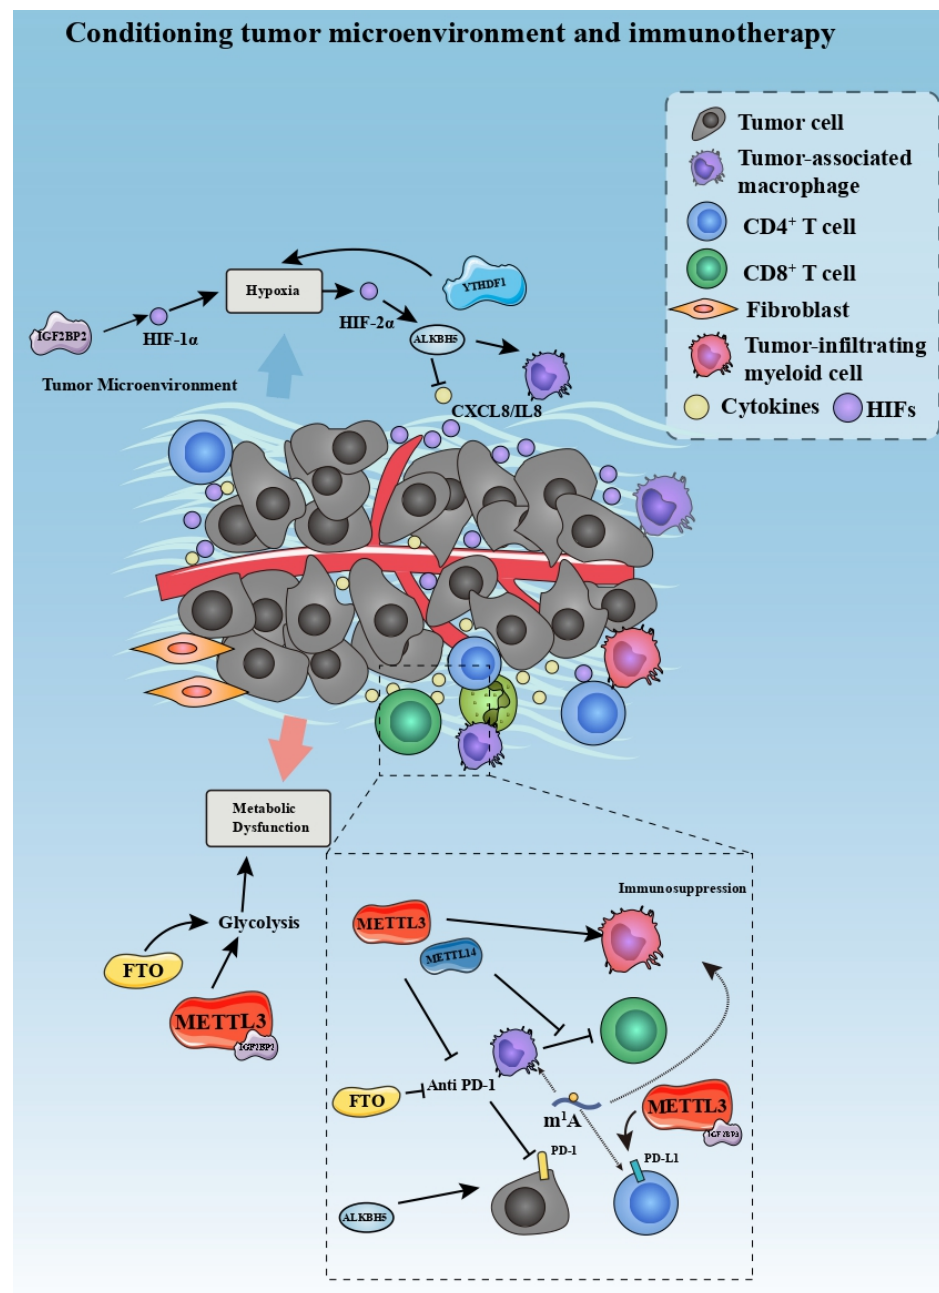 Conditioning tumor microenvironment and immunotherapy
Tumor cell
Tumor-associated
macrophage
CD4⁺ T cell
CD8⁺ T cell
Fibroblast
Tumor-infiltrating
myeloid cell
Cytokines
HIFs
YTHDF1
Hypoxia
HIF-2α
IGF2BP2
HIF-1α
ALKBH5
Tumor Microenvironment
CXCL8/IL8
Metabolic
Dysfunction
Glycolysis
FTO
METTL3
IGF2BP2
Immunosuppression
METTL3
METTL14
Anti PD-1
FTO
m¹A
METTL3
PD-1
PD-L1
ALKBH5